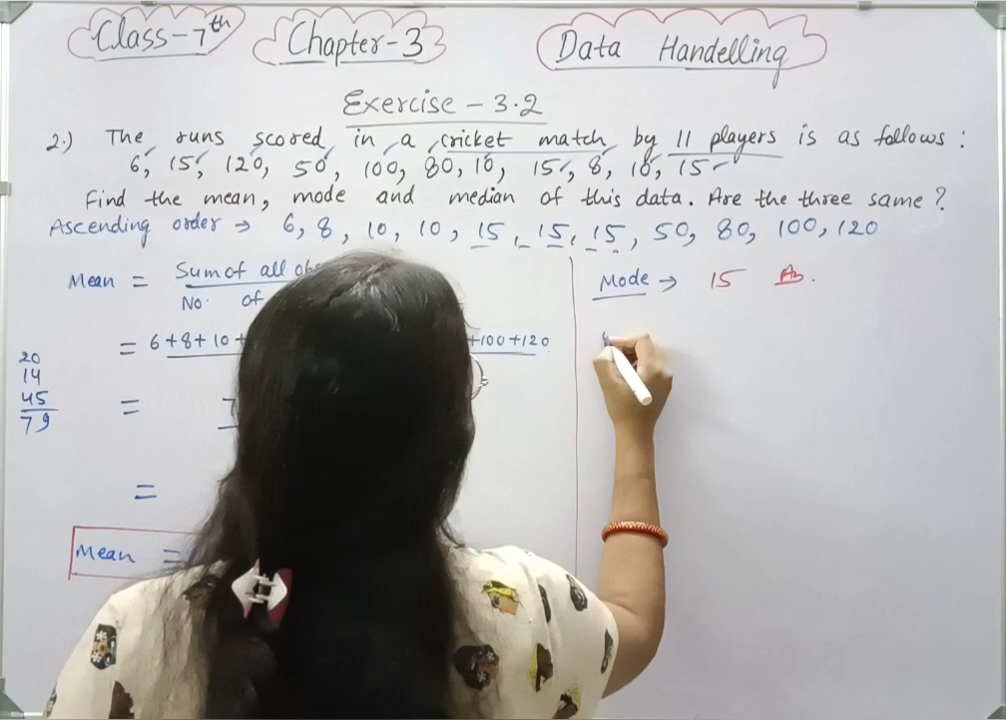 Class-7th Chapter-3 Data Handelling
Exercise - 3.2
2.) The runs scored in a cricket match by 11 players is as follows :
6, 15, 120, 50, 100, 80, 10, 15, 8, 10, 15
Find the mean, mode and median of this data. Are the three same?
Ascending order → 6, 8, 10, 10, 15, 15, 15, 50, 80, 100, 120
Mean = Sum of all
No. of
= 6+8+10+ +100+120
20
14
45
79
= 7
=
Mean =
Mode → 15 Ans.